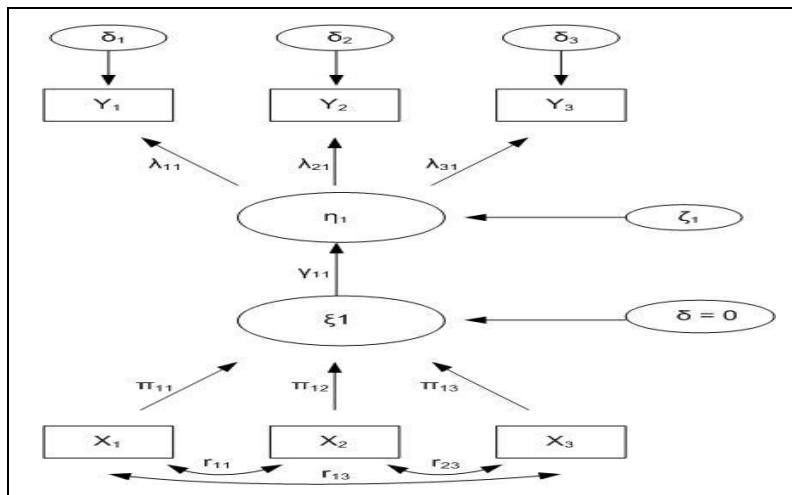 δ₁ δ₂ δ₃
Y₁ Y₂ Y₃
λ₁₁ λ₂₁ λ₃₁
η₁ ζ₁
γ₁₁
ξ1 δ = 0
π₁₁ π₁₂ π₁₃
X₁ X₂ X₃
r₁₁ r₂₃
r₁₃